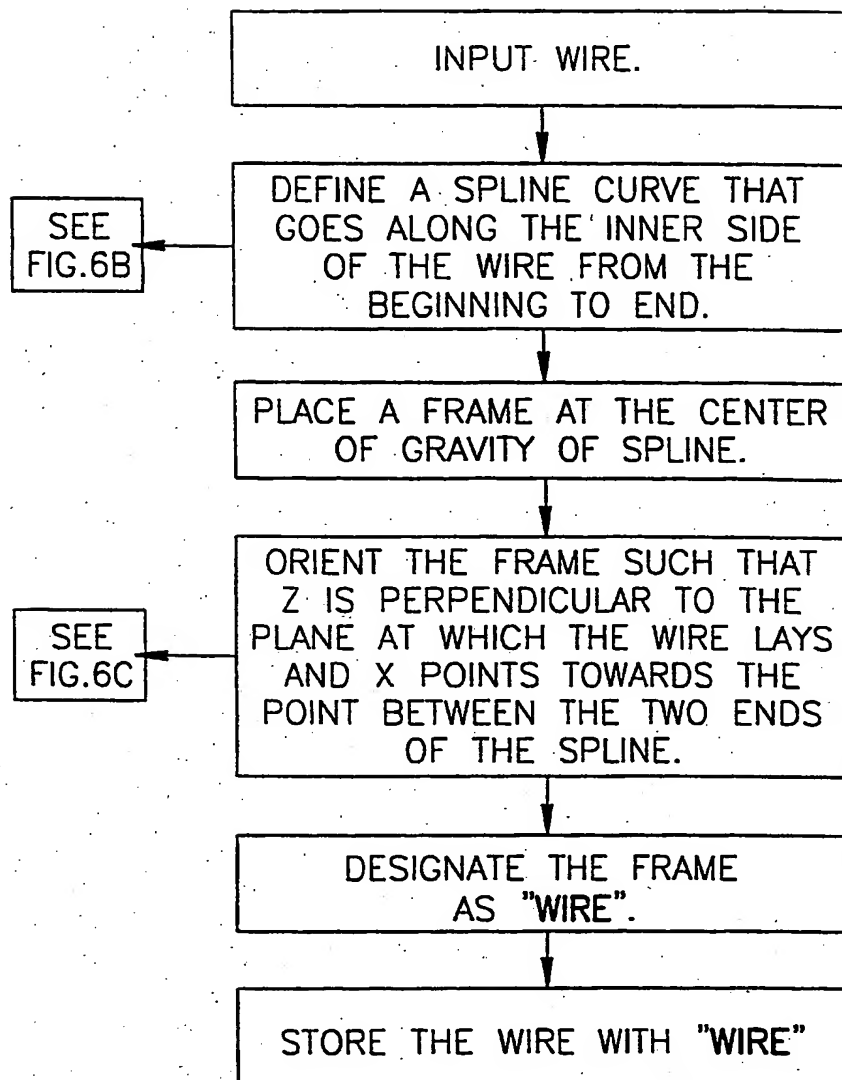 INPUT WIRE.
DEFINE A SPLINE CURVE THAT
GOES ALONG THE INNER SIDE
OF THE WIRE FROM THE
BEGINNING TO END.
SEE
FIG.6B
PLACE A FRAME AT THE CENTER
OF GRAVITY OF SPLINE.
ORIENT THE FRAME SUCH THAT
Z IS PERPENDICULAR TO THE
PLANE AT WHICH THE WIRE LAYS
AND X POINTS TOWARDS THE
POINT BETWEEN THE TWO ENDS
OF THE SPLINE.
SEE
FIG.6C
DESIGNATE THE FRAME
AS "WIRE".
STORE THE WIRE WITH "WIRE"